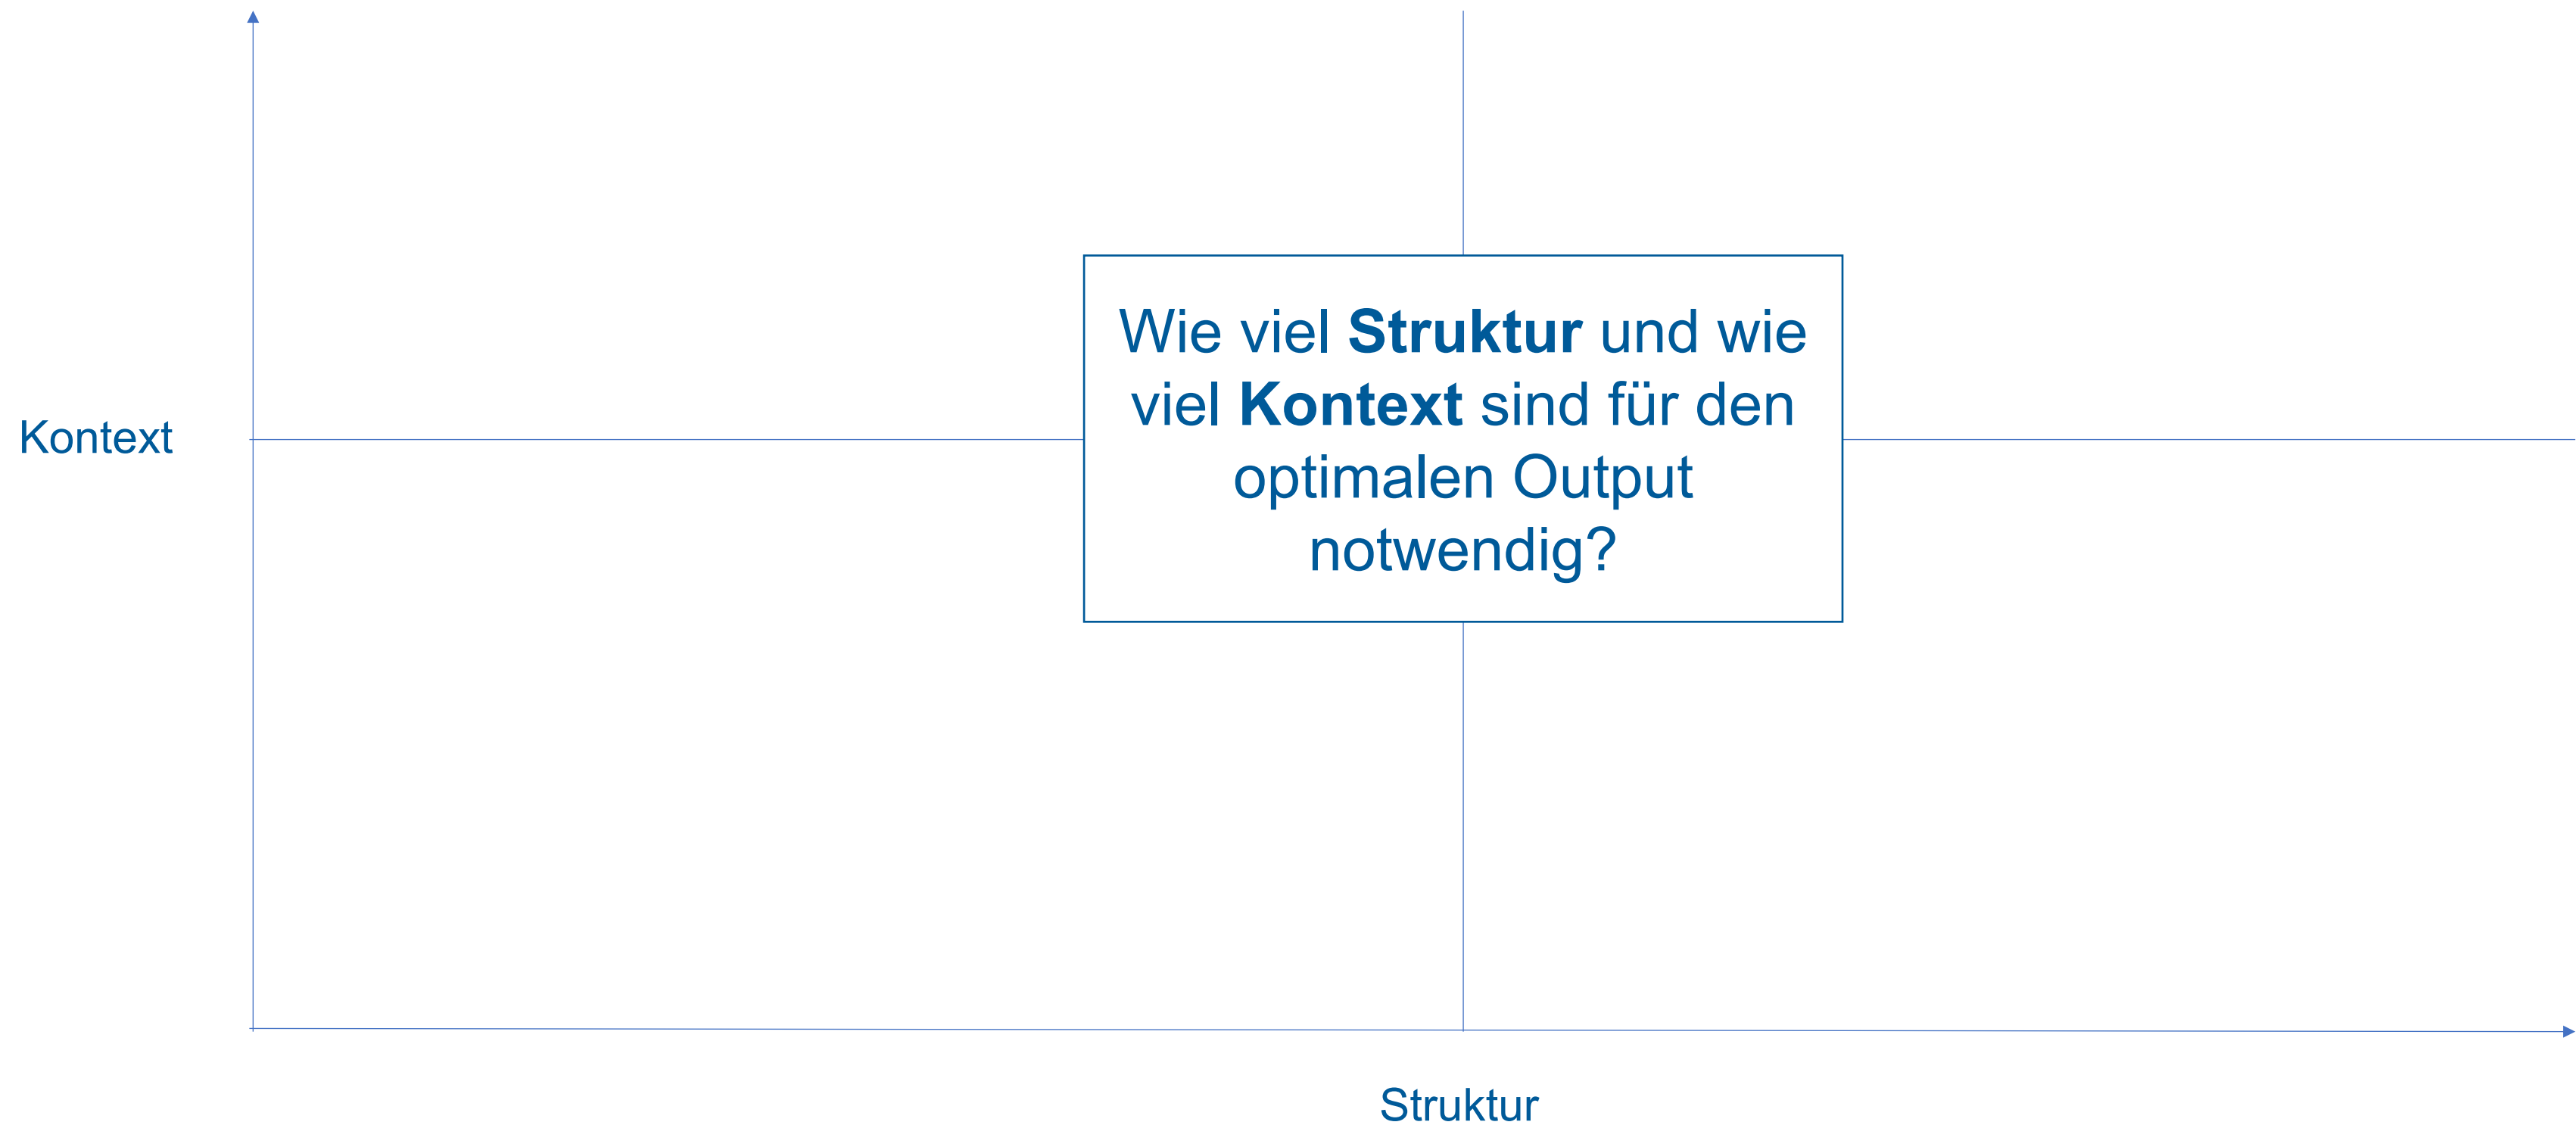 Wie viel Struktur und wie
viel Kontext sind für den
optimalen Output
notwendig?
Kontext
Struktur